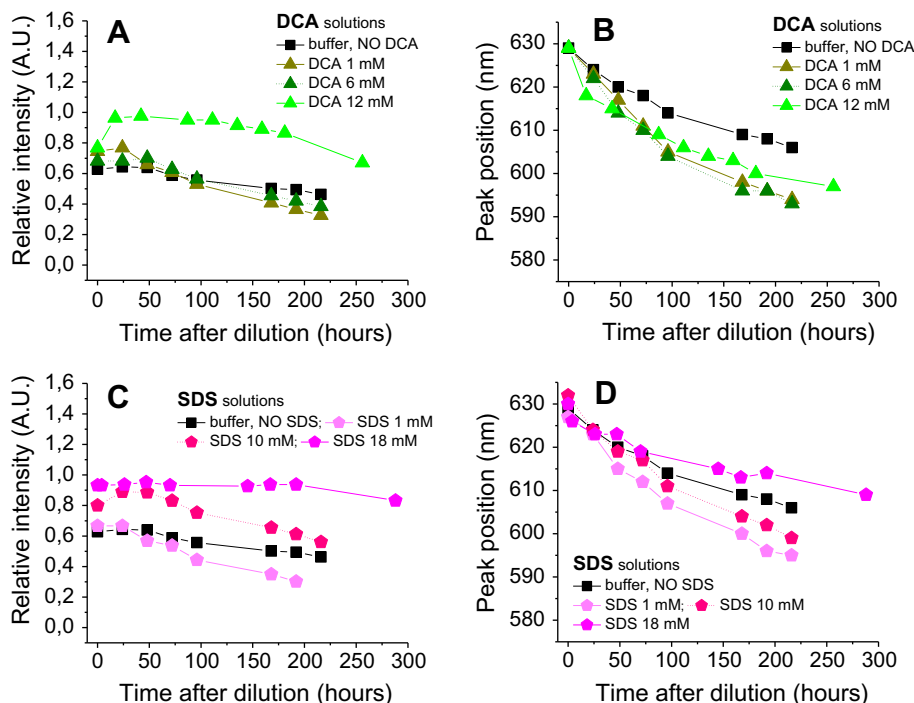 A
DCA solutions
buffer, NO DCA
DCA 1 mM
DCA 6 mM
DCA 12 mM
1,6
1,4
1,2
1,0
0,8
0,6
0,4
0,2
0,0
Relative intensity (A.U.)
0 50 100 150 200 250 300
Time after dilution (hours)
B
DCA solutions
buffer, NO DCA
DCA 1 mM
DCA 6 mM
DCA 12 mM
630
620
610
600
590
580
Peak position (nm)
0 50 100 150 200 250 300
Time after dilution (hours)
C
SDS solutions
buffer, NO SDS; SDS 1 mM
SDS 10 mM; SDS 18 mM
1,6
1,4
1,2
1,0
0,8
0,6
0,4
0,2
0,0
Relative intensity (A.U.)
0 50 100 150 200 250 300
Time after dilution (hours)
D
630
620
610
600
590
580
Peak position (nm)
SDS solutions
buffer, NO SDS
SDS 1 mM; SDS 10 mM
SDS 18 mM
0 50 100 150 200 250 300
Time after dilution (hours)